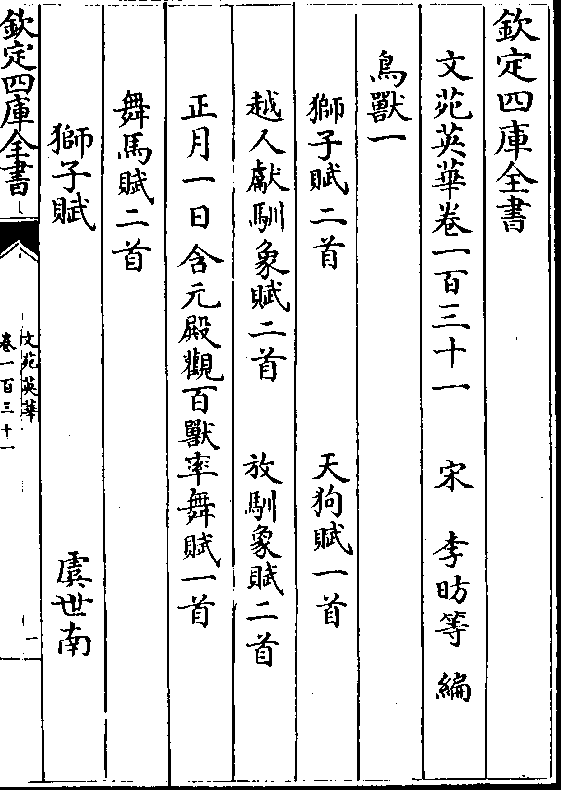 欽定四庫全書
文苑英華卷一百三十一　宋　李昉等　編
鳥獸一
獅子賦二首　天狗賦一首
越人獻馴象賦二首　放馴象賦二首
正月一日含元殿觀百獸率舞賦一首
舞馬賦二首
獅子賦　虞世南
欽定四庫全書
文苑英華
卷一百三十一
一